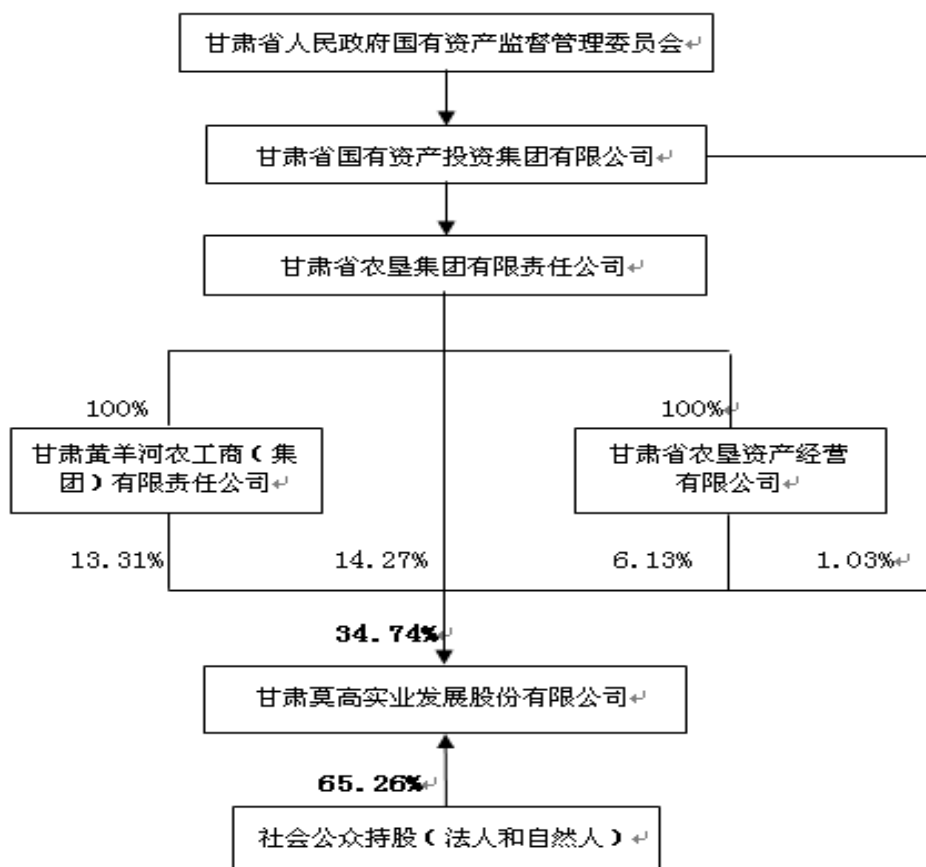 甘肃省人民政府国有资产监督管理委员会
甘肃省国有资产投资集团有限公司
甘肃省农垦集团有限责任公司
100%
100%
甘肃黄羊河农工商（集
团）有限责任公司
甘肃省农垦资产经营
有限公司
13.31%
14.27%
6.13%
1.03%
34.74%
甘肃莫高实业发展股份有限公司
65.26%
社会公众持股（法人和自然人）